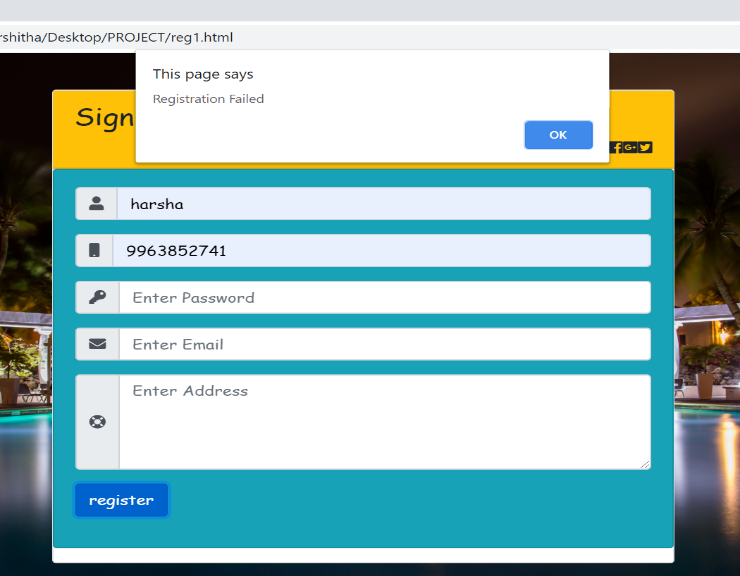 rshitha/Desktop/PROJECT/reg1.html
This page says
Registration Failed
OK
Sign
G+
harsha
9963852741
Enter Password
Enter Email
Enter Address
register